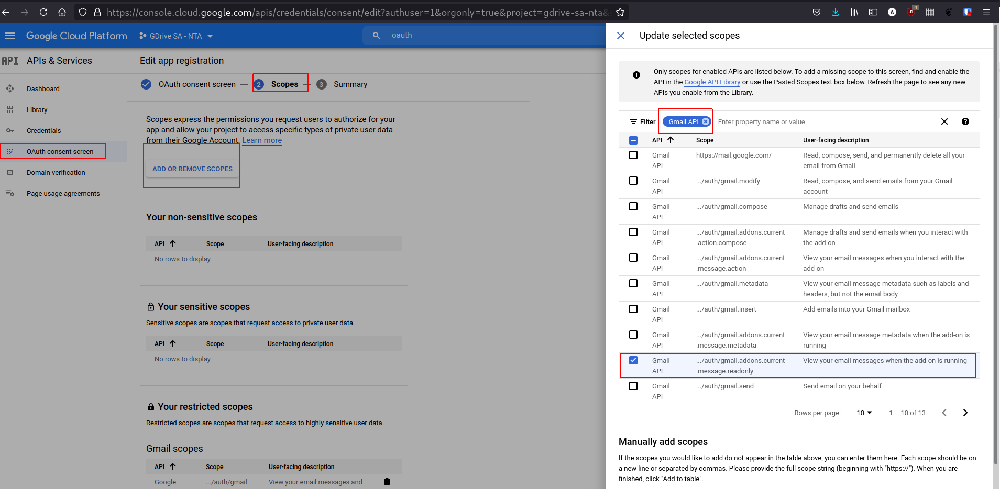 https://console.cloud.google.com/apis/credentials/consent/edit?authuser=1&orgonly=true&project=gdrive-sa-nta&
4
Google Cloud Platform
GDrive SA - NTA
oauth
API
APIs & Services
Dashboard
Library
Credentials
OAuth consent screen
Domain verification
Page usage agreements
Edit app registration
OAuth consent screen
2 Scopes
3 Summary
Scopes express the permissions you request users to authorize for your
app and allow your project to access specific types of private user data
from their Google Account. Learn more
ADD OR REMOVE SCOPES
Your non-sensitive scopes
API Scope User-facing description
No rows to display
Your sensitive scopes
Sensitive scopes are scopes that request access to private user data.
API Scope User-facing description
No rows to display
Your restricted scopes
Restricted scopes are scopes that request access to highly sensitive user data.
Gmail scopes
API Scope User-facing description
Google .../auth/gmail View your email messages and
Update selected scopes
Only scopes for enabled APIs are listed below. To add a missing scope to this screen, find and enable the
API in the Google API Library or use the Pasted Scopes text box below. Refresh the page to see any new
APIs you enable from the Library.
Filter Gmail API Enter property name or value
API Scope User-facing description
Gmail https://mail.google.com/ Read, compose, send, and permanently delete all your
API email from Gmail
Gmail .../auth/gmail.modify Read, compose, and send emails from your Gmail
API account
Gmail .../auth/gmail.compose Manage drafts and send emails
API
Gmail .../auth/gmail.addons.current Manage drafts and send emails when you interact with
API .action.compose the add-on
Gmail .../auth/gmail.addons.current View your email messages when you interact with the
API .message.action add-on
Gmail .../auth/gmail.metadata View your email message metadata such as labels and
API headers, but not the email body
Gmail .../auth/gmail.insert Add emails into your Gmail mailbox
API
Gmail .../auth/gmail.addons.current View your email message metadata when the add-on is
API .message.metadata running
Gmail .../auth/gmail.addons.current View your email messages when the add-on is running
API .message.readonly
Gmail .../auth/gmail.send Send email on your behalf
API
Rows per page: 10 1 – 10 of 13
Manually add scopes
If the scopes you would like to add do not appear in the table above, you can enter them here. Each scope should be on
a new line or separated by commas. Please provide the full scope string (beginning with "https://"). When you are
finished, click "Add to table".